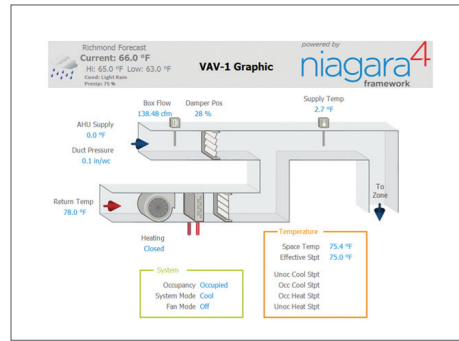 Richmond Forecast
Current: 66.0 °F
Hi: 65.0 °F Low: 63.0 °F
Cond: Light Rain
Precip: 75 %
VAV-1 Graphic
powered by
niagara4
framework
Box Flow
138.48 cfm
Damper Pos
28 %
Supply Temp
2.7 °F
AHU Supply
0.0 °F
Duct Pressure
0.1 in/wc
Return Temp
78.0 °F
To
Zone
Heating
Closed
System
Occupancy Occupied
System Mode Cool
Fan Mode Off
Temperature
Space Temp 75.4 °F
Effective Stpt 75.0 °F
Unoc Cool Stpt
Occ Cool Stpt
Occ Heat Stpt
Unoc Heat Stpt